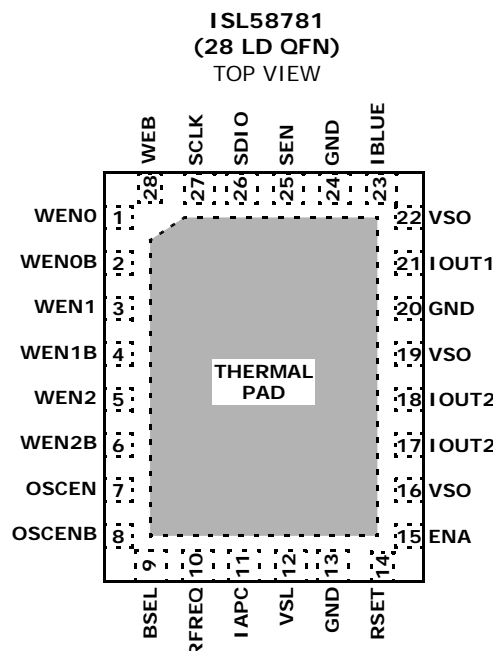 ISL58781
(28 LD QFN)
TOP VIEW
WEB
SCLK
SDIO
SEN
GND
IBLUE
28
27
26
25
24
23
WEN0 1
WEN0B 2
WEN1 3
WEN1B 4
WEN2 5
WEN2B 6
OSCEN 7
OSCENB 8
THERMAL
PAD
22 VSO
21 IOUT1
20 GND
19 VSO
18 IOUT2
17 IOUT2
16 VSO
15 ENA
9
10
11
12
13
14
BSEL
RFREQ
IAPC
VSL
GND
RSET